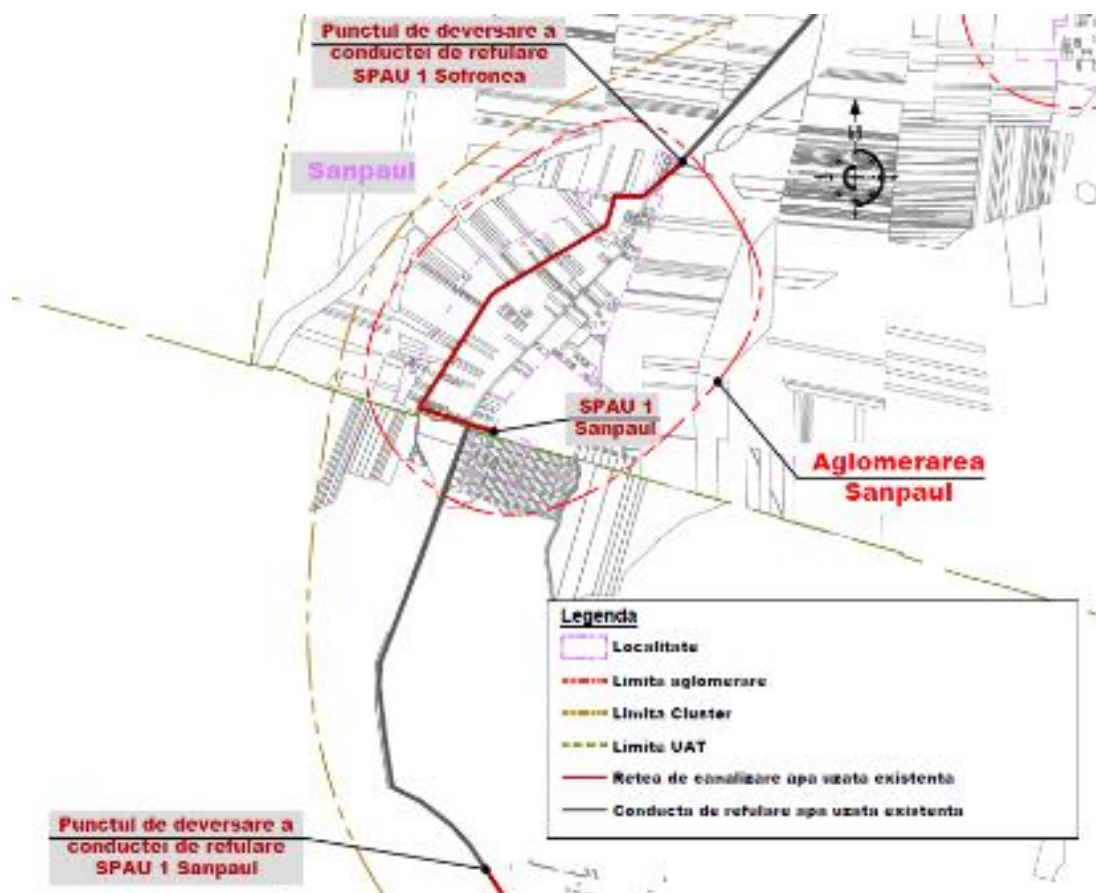 Punctul de deversare a
conductei de refulare
SPAU 1 Sofronea
Sanpaul
SPAU 1
Sanpaul
Aglomerarea
Sanpaul
Legenda
Localitate
Limita aglomerare
Limita Cluster
Limita UAT
Retea de canalizare apa uzata existenta
Conducta de refulare apa uzata existenta
Punctul de deversare a
conductei de refulare
SPAU 1 Sanpaul